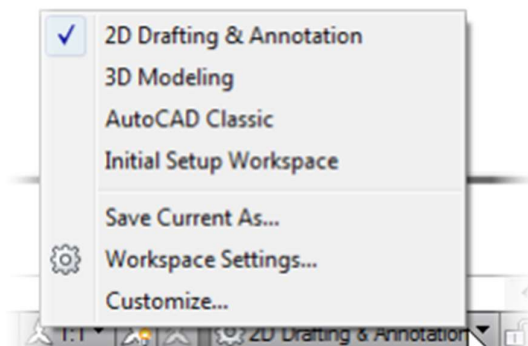 2D Drafting & Annotation
3D Modeling
AutoCAD Classic
Initial Setup Workspace
Save Current As...
Workspace Settings...
Customize...
1:1 2D Drafting & Annotation